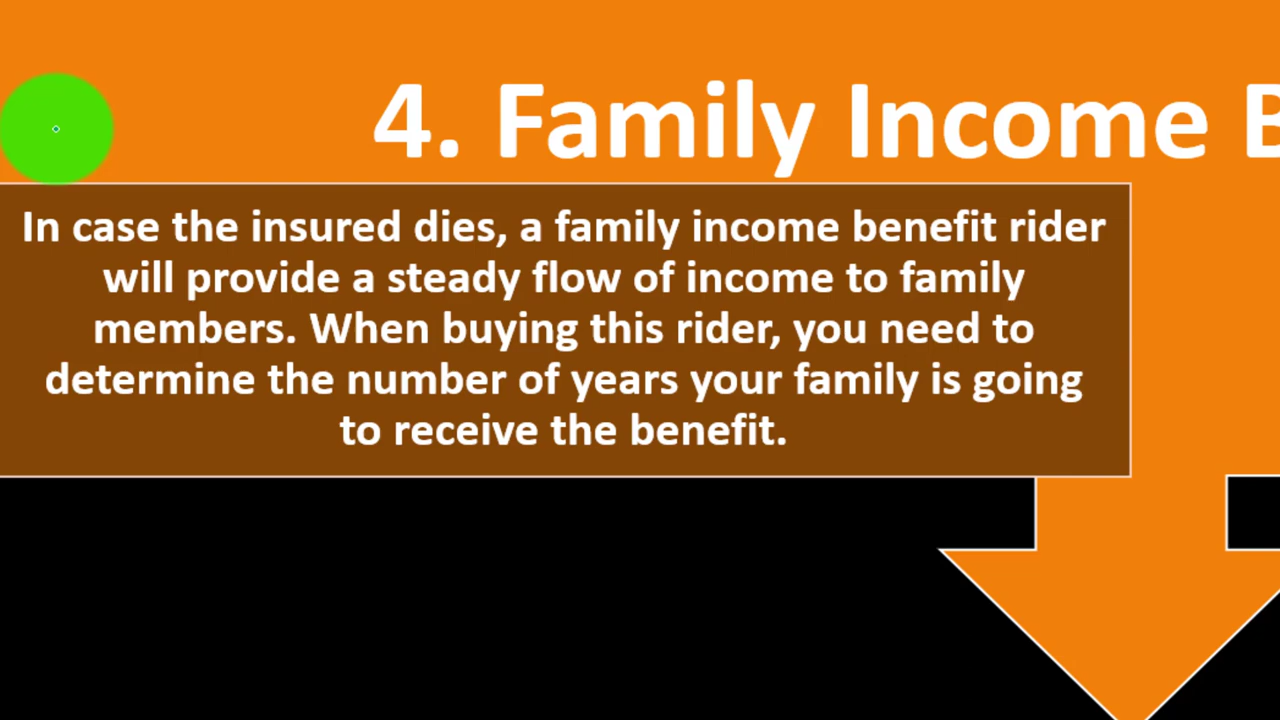 4. Family Income
In case the insured dies, a family income benefit rider
will provide a steady flow of income to family
members. When buying this rider, you need to
determine the number of years your family is going
to receive the benefit.